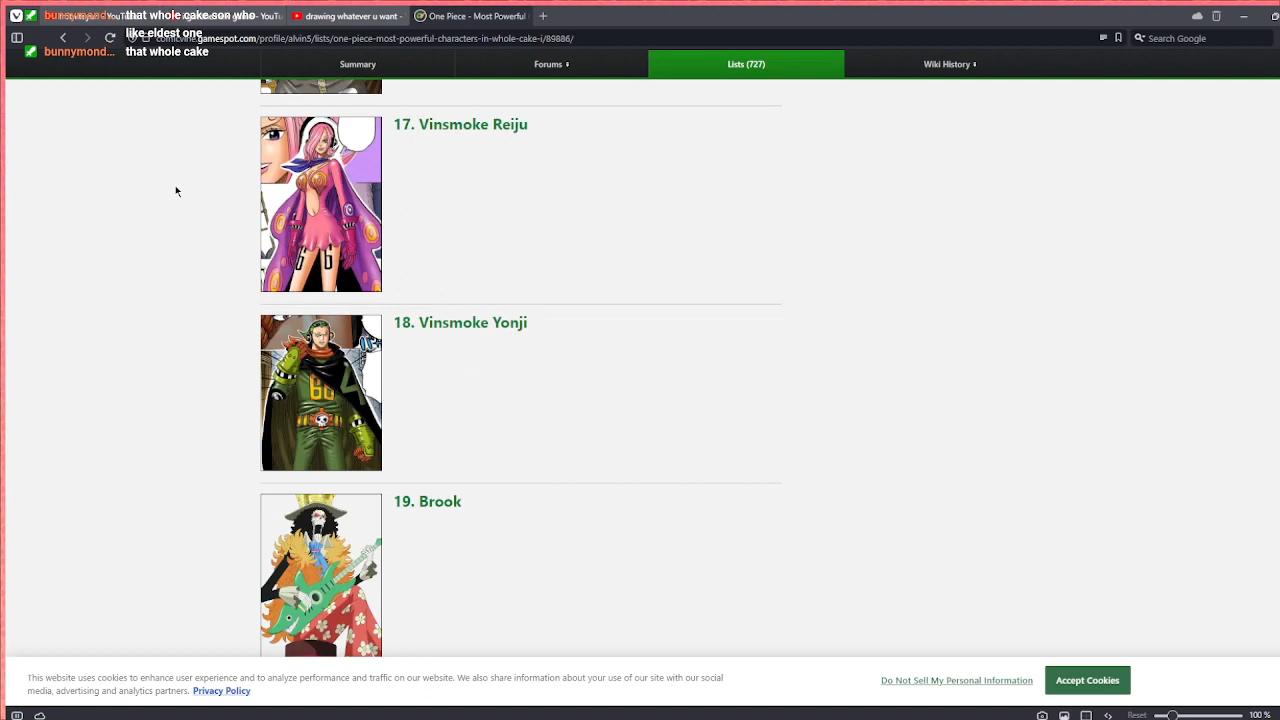 bunnymond... that whole cake son who
like eldest one
bunnymond... that whole cake
drawing whatever u want -
One Piece - Most Powerful
comicvine.gamespot.com/profile/alvin5/lists/one-piece-most-powerful-characters-in-whole-cake-i/89886/
Search Google
Summary
Forums
Lists (727)
Wiki History
17. Vinsmoke Reiju
18. Vinsmoke Yonji
19. Brook
This website uses cookies to enhance user experience and to analyze performance and traffic on our website. We also share information about your use of our site with our social
media, advertising and analytics partners. Privacy Policy
Do Not Sell My Personal Information
Accept Cookies
Reset
100 %